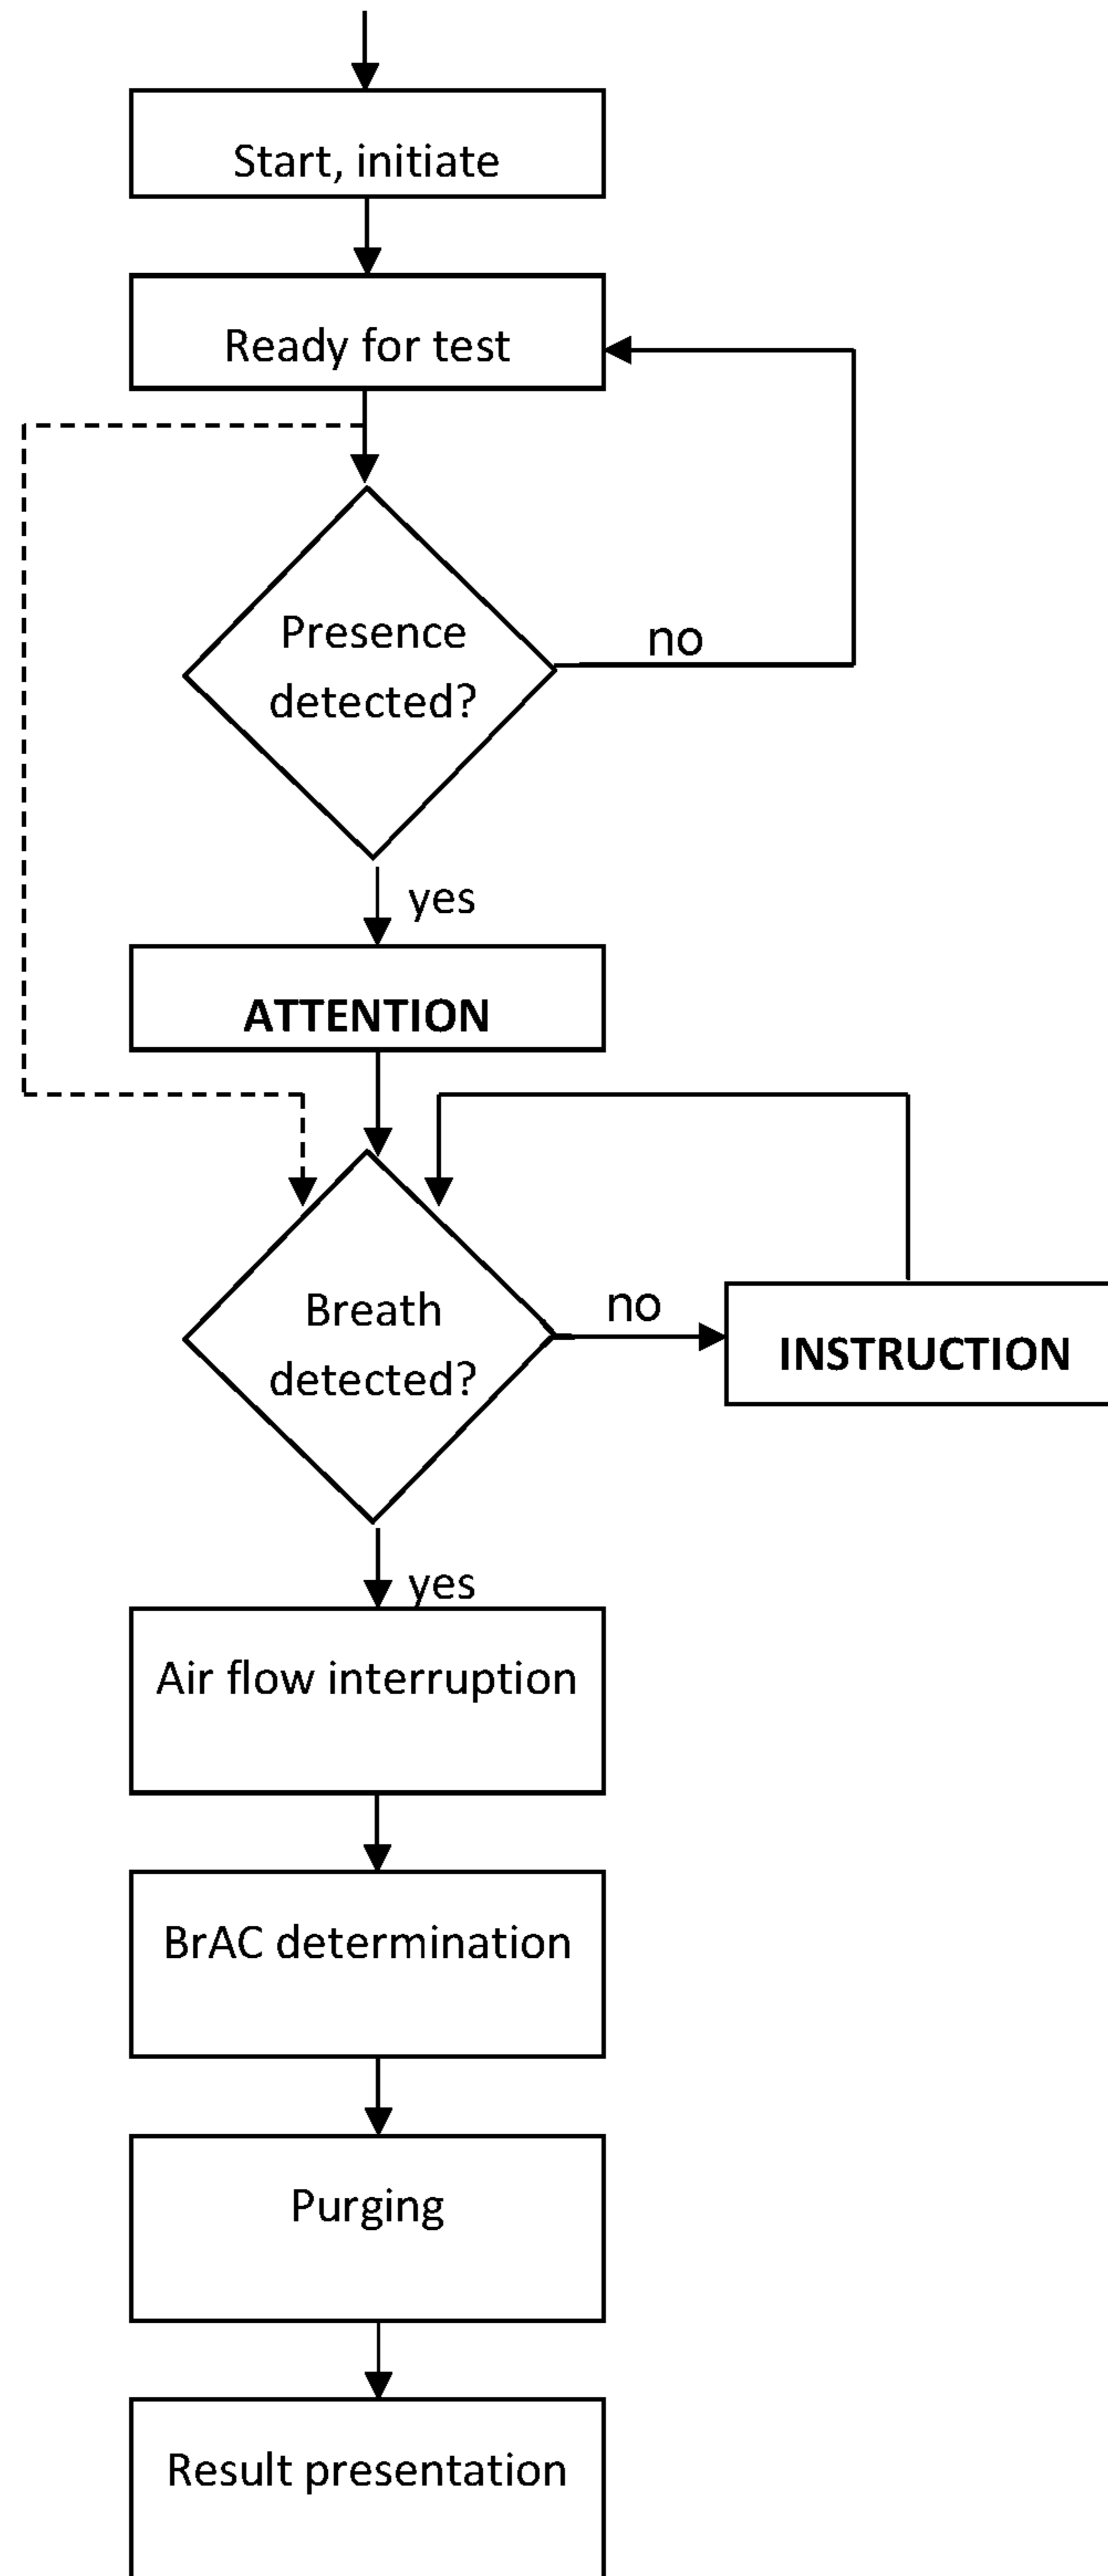 Start, initiate
Ready for test
Presence
detected?
no
yes
ATTENTION
Breath
detected?
no
INSTRUCTION
yes
Air flow interruption
BrAC determination
Purging
Result presentation